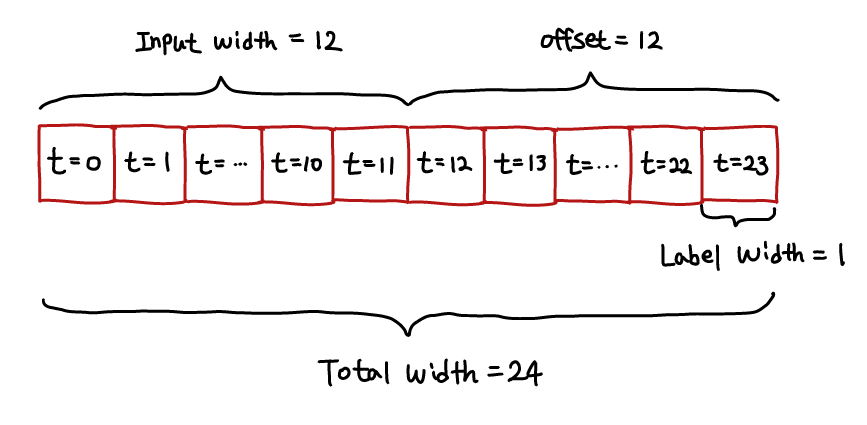 Input width = 12
offset = 12
t=0 t=1 t=... t=10 t=11 t=12 t=13 t=... t=22 t=23
Label width = 1
Total width = 24